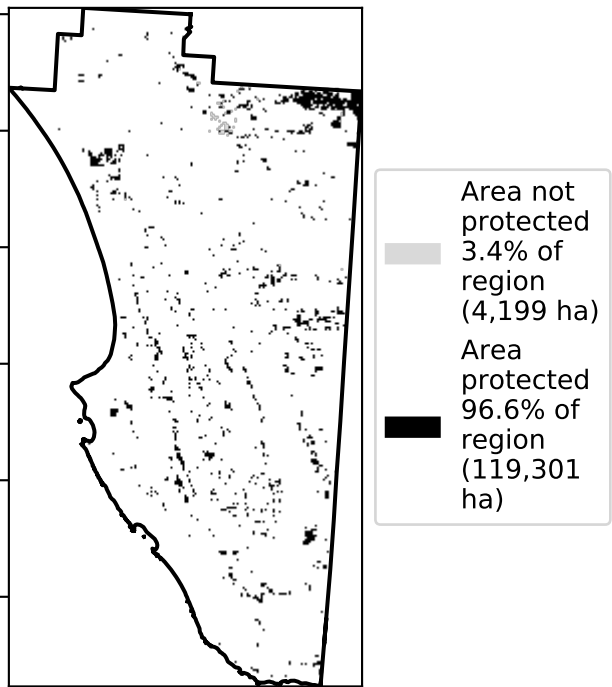 Area not
protected
3.4% of
region
(4,199 ha)
Area
protected
96.6% of
region
(119,301
ha)